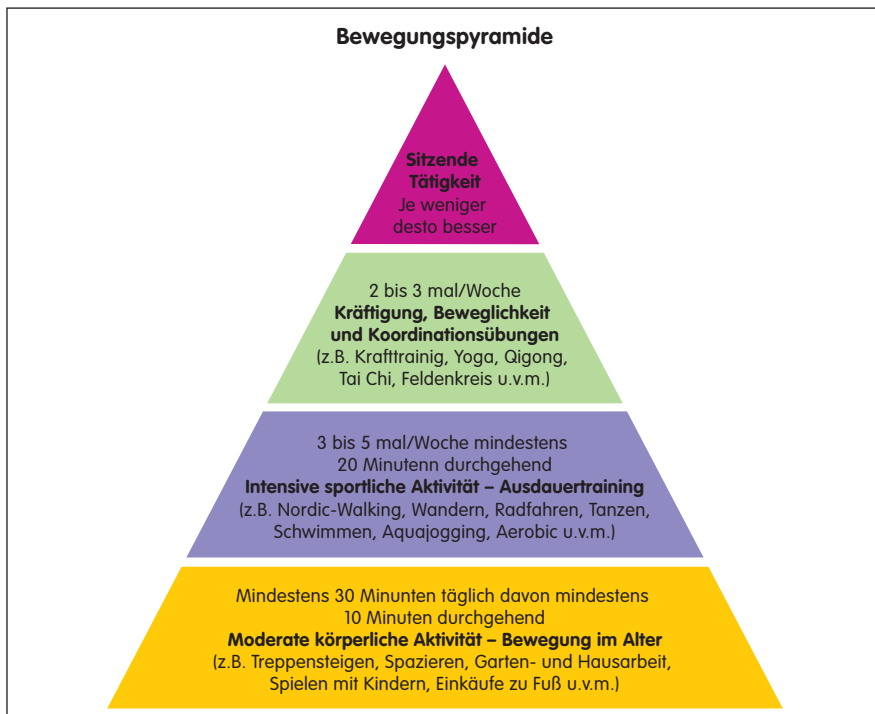 Bewegungspyramide
Sitzende
Tätigkeit
Je weniger
desto besser
2 bis 3 mal/Woche
Kräftigung, Beweglichkeit
und Koordinationsübungen
(z.B. Krafttrainig, Yoga, Qigong,
Tai Chi, Feldenkreis u.v.m.)
3 bis 5 mal/Woche mindestens
20 Minutenn durchgehend
Intensive sportliche Aktivität – Ausdauertraining
(z.B. Nordic-Walking, Wandern, Radfahren, Tanzen,
Schwimmen, Aquajogging, Aerobic u.v.m.)
Mindestens 30 Minunten täglich davon mindestens
10 Minuten durchgehend
Moderate körperliche Aktivität – Bewegung im Alter
(z.B. Treppensteigen, Spazieren, Garten- und Hausarbeit,
Spielen mit Kindern, Einkäufe zu Fuß u.v.m.)